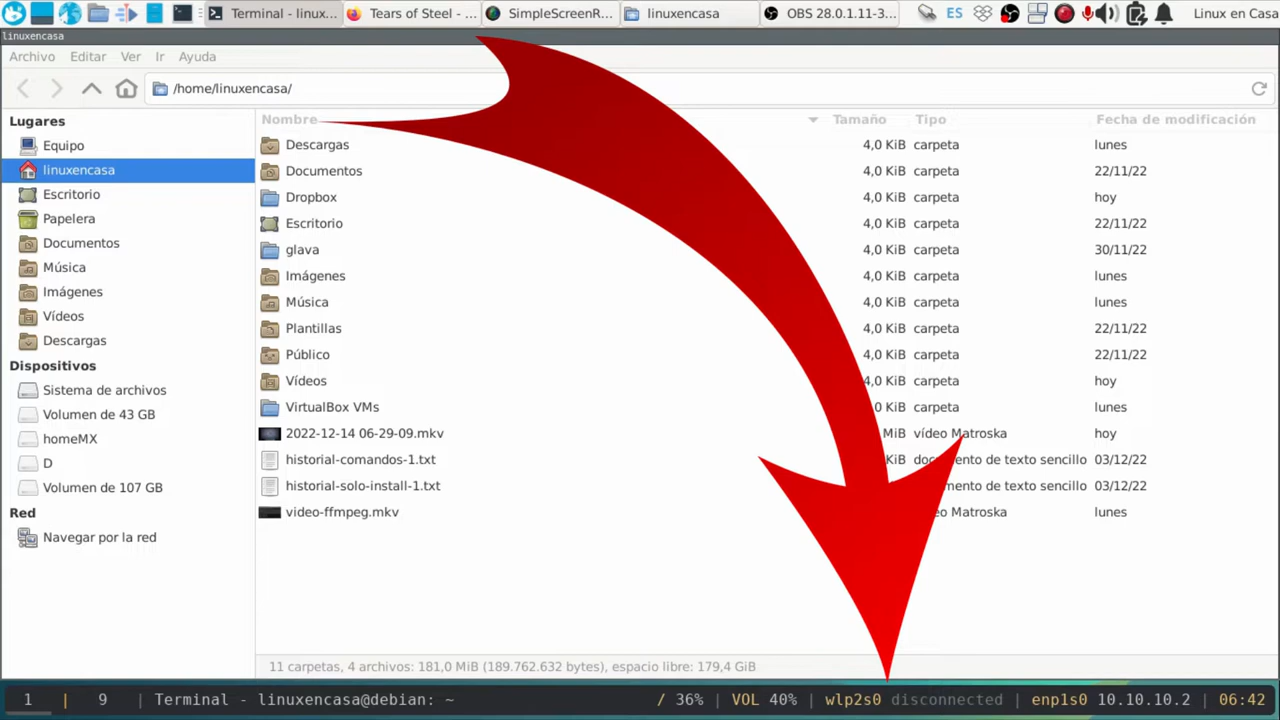 Terminal - linux...
Tears of Steel - ...
SimpleScreenR...
linuxencasa
OBS 28.0.1.11-3...
ES
Linux en Casa
linuxencasa
Archivo Editar Ver Ir Ayuda
/home/linuxencasa/
Lugares
Equipo
linuxencasa
Escritorio
Papelera
Documentos
Música
Imágenes
Vídeos
Descargas
Dispositivos
Sistema de archivos
Volumen de 43 GB
homeMX
D
Volumen de 107 GB
Red
Navegar por la red
Nombre Tamaño Tipo Fecha de modificación
Descargas 4,0 KiB carpeta lunes
Documentos 4,0 KiB carpeta 22/11/22
Dropbox 4,0 KiB carpeta hoy
Escritorio 4,0 KiB carpeta 22/11/22
glava 4,0 KiB carpeta 30/11/22
Imágenes 4,0 KiB carpeta lunes
Música 4,0 KiB carpeta lunes
Plantillas 4,0 KiB carpeta 22/11/22
Público 4,0 KiB carpeta 22/11/22
Vídeos 4,0 KiB carpeta hoy
VirtualBox VMs 0 KiB carpeta lunes
2022-12-14 06-29-09.mkv MiB vídeo Matroska hoy
historial-comandos-1.txt KiB documento de texto sencillo 03/12/22
historial-solo-install-1.txt de texto sencillo 03/12/22
video-ffmpeg.mkv Matroska lunes
11 carpetas, 4 archivos: 181,0 MiB (189.762.632 bytes), espacio libre: 179,4 GiB
1 | 9 | Terminal - linuxencasa@debian: ~ / 36% | VOL 40% | wlp2s0 disconnected | enp1s0 10.10.10.2 | 06:42